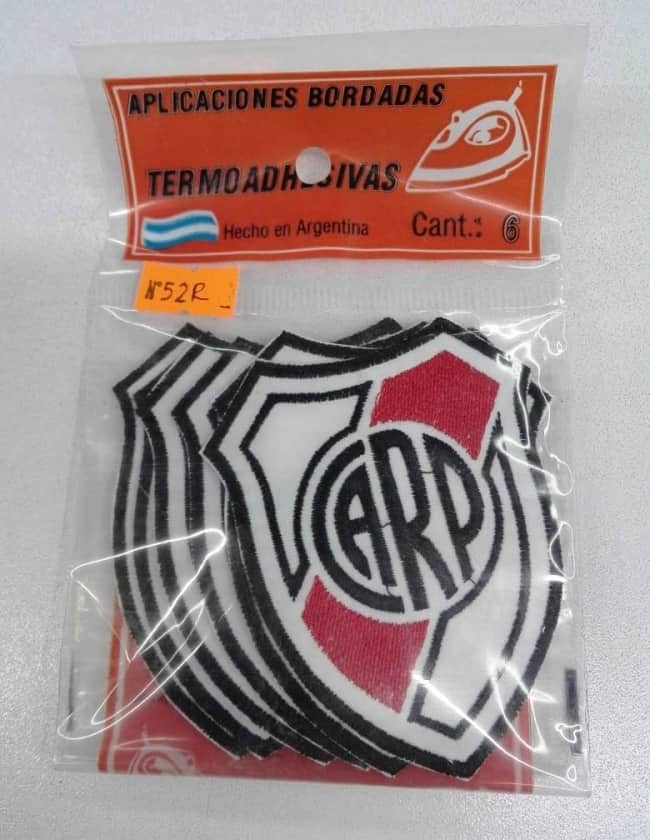 APLICACIONES BORDADAS
TERMOADHESIVAS
Hecho en Argentina
Cant.: 6
N°52R
CARP